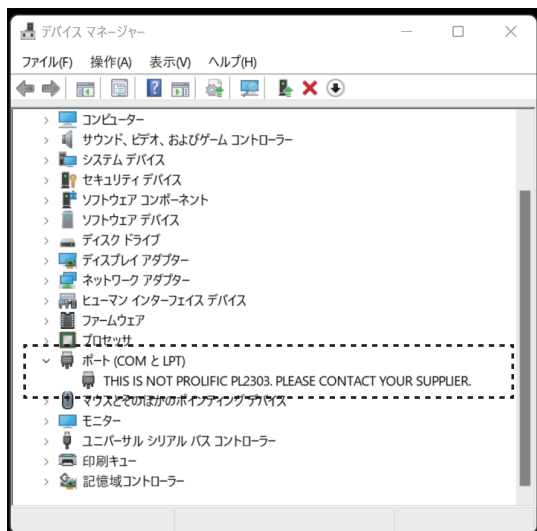 デバイス マネージャー
ファイル(F) 操作(A) 表示(V) ヘルプ(H)
コンピューター
サウンド、ビデオ、およびゲーム コントローラー
システム デバイス
セキュリティ デバイス
ソフトウェア コンポーネント
ソフトウェア デバイス
ディスク ドライブ
ディスプレイ アダプター
ネットワーク アダプター
ヒューマン インターフェイス デバイス
ファームウェア
プロセッサ
ポート (COM と LPT)
THIS IS NOT PROLIFIC PL2303. PLEASE CONTACT YOUR SUPPLIER.
マウスとそのほかのポインティング デバイス
モニター
ユニバーサル シリアル バス コントローラー
印刷キュー
記憶域コントローラー